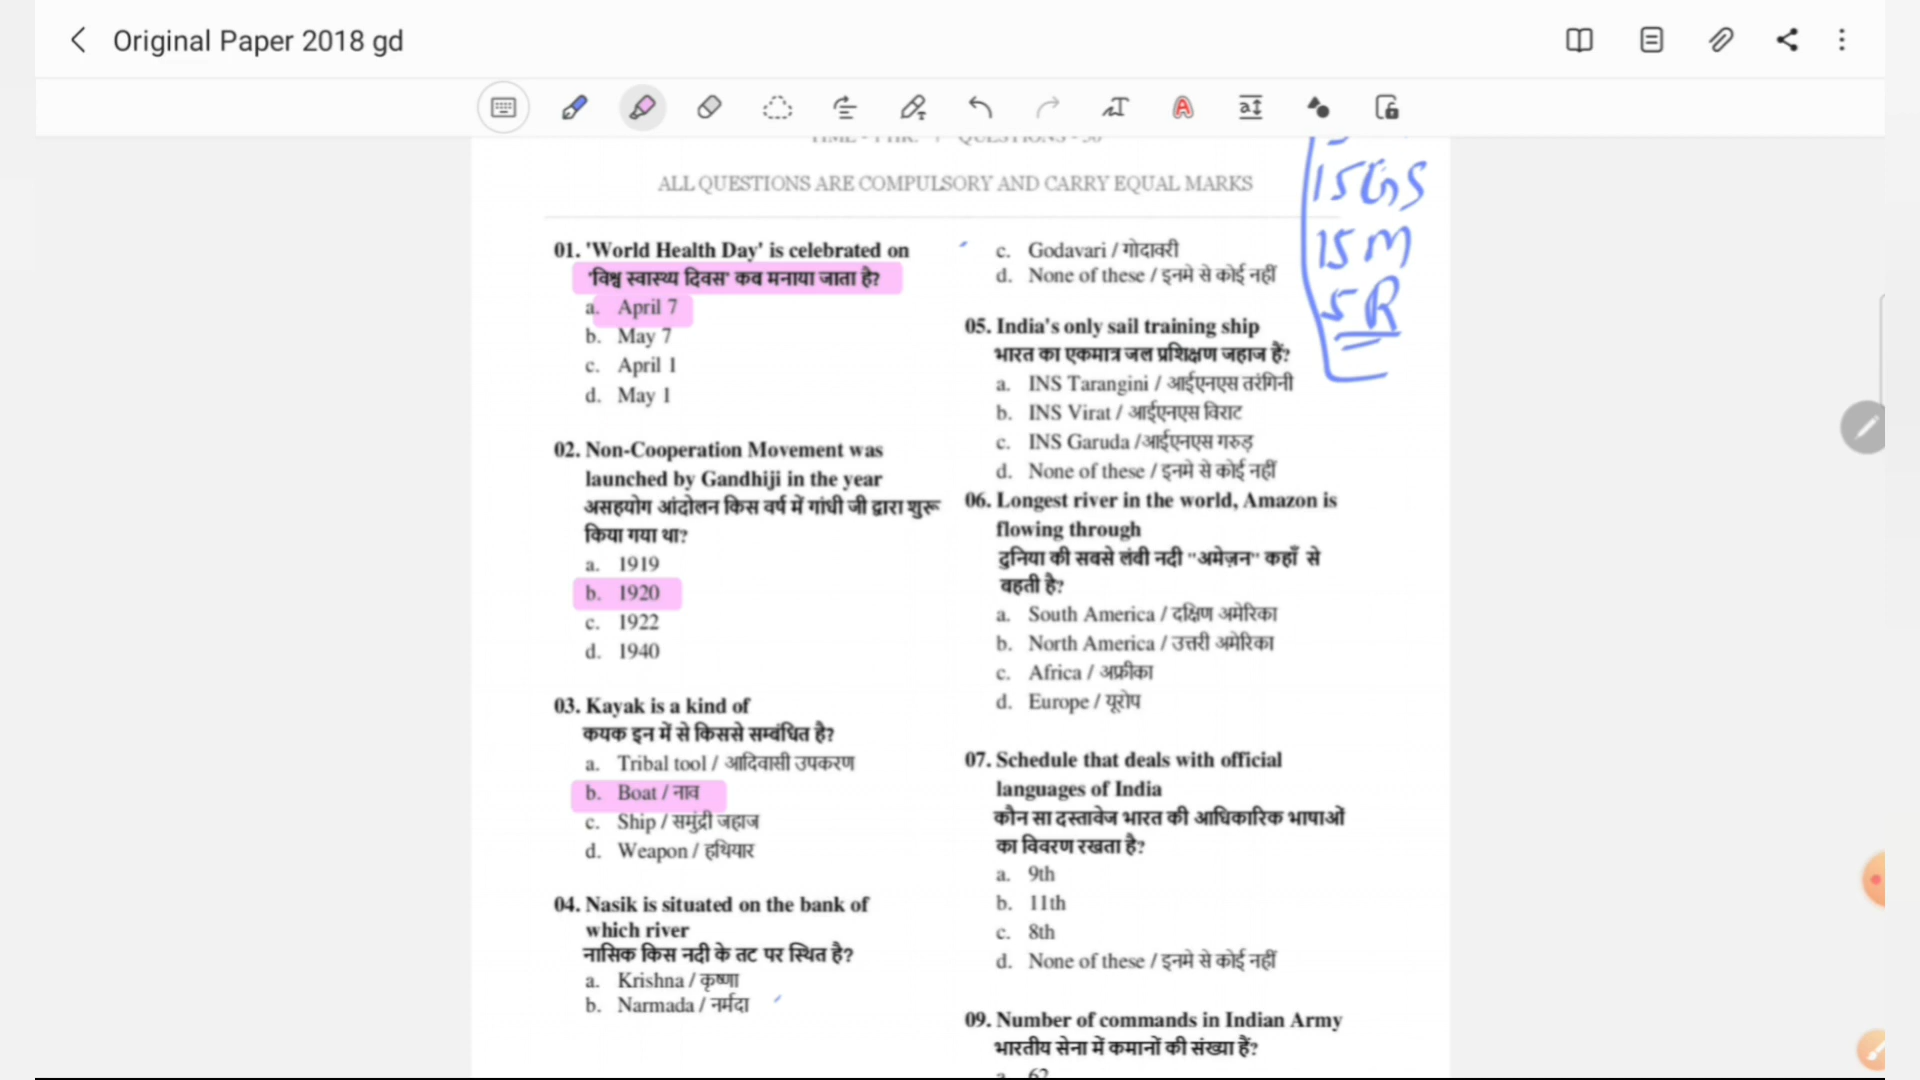 Original Paper 2018 gd
TIME - 1 HR. / QUESTIONS - 50
ALL QUESTIONS ARE COMPULSORY AND CARRY EQUAL MARKS
15GS
15M
5R
01. 'World Health Day' is celebrated on
'विश्व स्वास्थ्य दिवस' कब मनाया जाता है?
a. April 7
b. May 7
c. April 1
d. May 1
02. Non-Cooperation Movement was
launched by Gandhiji in the year
असहयोग आंदोलन किस वर्ष में गांधी जी द्वारा शुरू
किया गया था?
a. 1919
b. 1920
c. 1922
d. 1940
03. Kayak is a kind of
कयक इन में से किससे सम्बंधित है?
a. Tribal tool / आदिवासी उपकरण
b. Boat / नाव
c. Ship / समुंद्री जहाज
d. Weapon / हथियार
04. Nasik is situated on the bank of
which river
नासिक किस नदी के तट पर स्थित है?
a. Krishna / कृष्णा
b. Narmada / नर्मदा
c. Godavari / गोदावरी
d. None of these / इनमे से कोई नहीं
05. India's only sail training ship
भारत का एकमात्र जल प्रशिक्षण जहाज हैं?
a. INS Tarangini / आईएनएस तरंगिनी
b. INS Virat / आईएनएस विराट
c. INS Garuda /आईएनएस गरुड़
d. None of these / इनमे से कोई नहीं
06. Longest river in the world, Amazon is
flowing through
दुनिया की सबसे लंबी नदी "अमेज़न" कहाँ से
बहती है?
a. South America / दक्षिण अमेरिका
b. North America / उत्तरी अमेरिका
c. Africa / अफ्रीका
d. Europe / यूरोप
07. Schedule that deals with official
languages of India
कौन सा दस्तावेज भारत की आधिकारिक भाषाओं
का विवरण रखता है?
a. 9th
b. 11th
c. 8th
d. None of these / इनमे से कोई नहीं
09. Number of commands in Indian Army
भारतीय सेना में कमानों की संख्या हैं?
a. 62